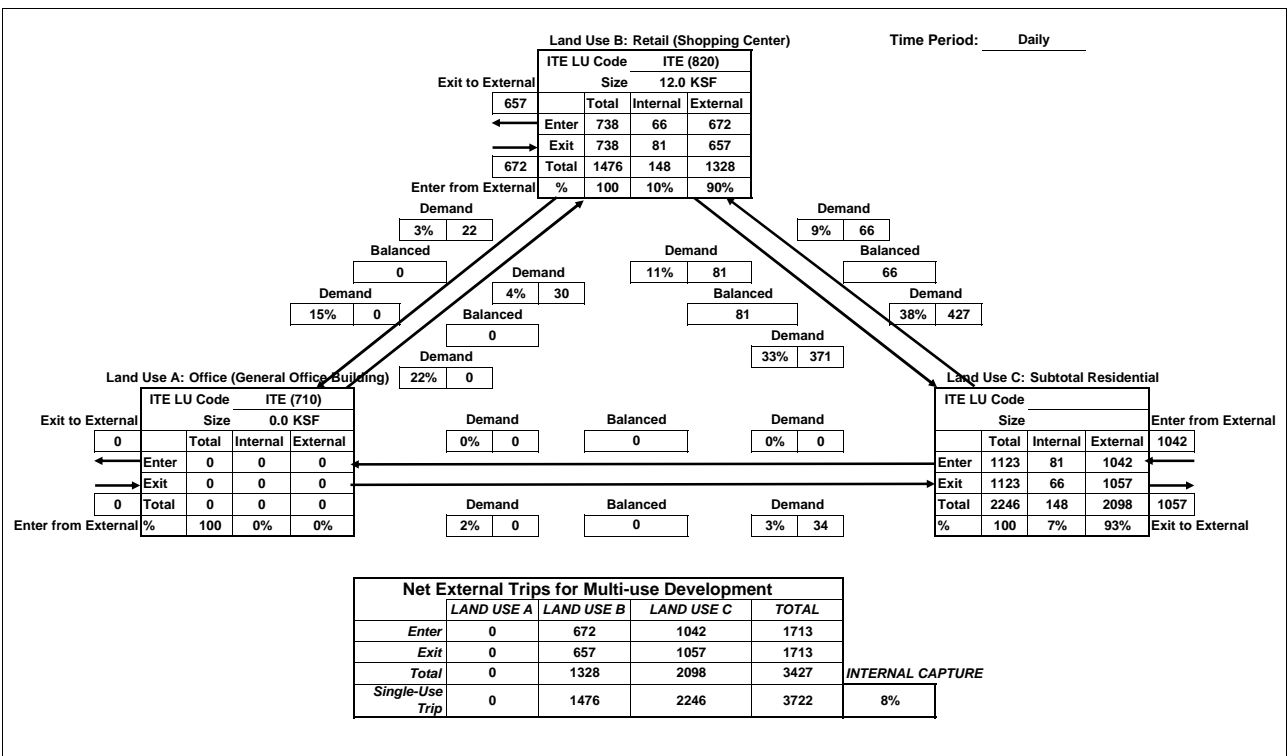 Land Use B: Retail (Shopping Center)
Time Period: Daily
ITE LU Code ITE (820)
Exit to External Size 12.0 KSF
657 Total Internal External
Enter 738 66 672
Exit 738 81 657
672 Total 1476 148 1328
Enter from External % 100 10% 90%
Demand Demand
3% 22 9% 66
Balanced Demand Balanced
0 11% 81 66
Demand
4% 30
Demand Balanced Demand
15% 0 81 38% 427
Balanced
0
Demand
33% 371
Demand
22% 0
Land Use A: Office (General Office Building)
Land Use C: Subtotal Residential
ITE LU Code ITE (710)
Exit to External Size 0.0 KSF
0 Total Internal External
Enter 0 0 0
Exit 0 0 0
0 Total 0 0 0
Enter from External % 100 0% 0%
Demand Balanced Demand
0% 0 0 0% 0
Demand Balanced Demand
2% 0 0 3% 34
ITE LU Code
Size Enter from External
Total Internal External 1042
Enter 1123 81 1042
Exit 1123 66 1057
Total 2246 148 2098 1057
% 100 7% 93% Exit to External
Net External Trips for Multi-use Development
LAND USE A LAND USE B LAND USE C TOTAL
Enter 0 672 1042 1713
Exit 0 657 1057 1713
Total 0 1328 2098 3427 INTERNAL CAPTURE
Single-Use
Trip 0 1476 2246 3722 8%